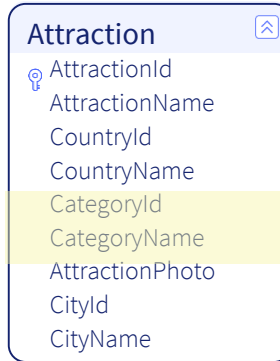 Attraction
AttractionId
AttractionName
CountryId
CountryName
CategoryId
CategoryName
AttractionPhoto
CityId
CityName